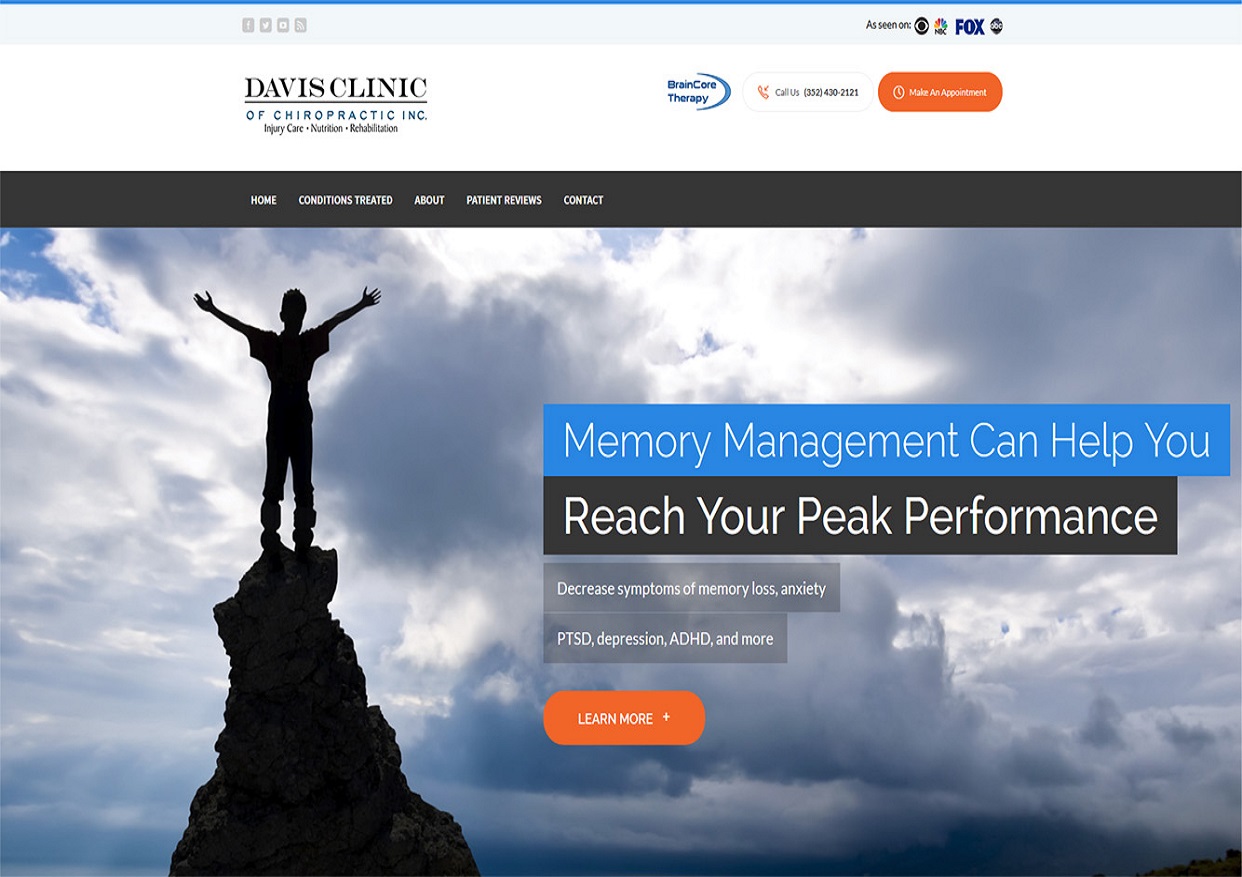 As seen on: NBC FOX abc
DAVIS CLINIC
OF CHIROPRACTIC INC.
Injury Care • Nutrition • Rehabilitation
BrainCore
Therapy
Call Us (352) 430-2121
Make An Appointment
HOME CONDITIONS TREATED ABOUT PATIENT REVIEWS CONTACT
Memory Management Can Help You
Reach Your Peak Performance
Decrease symptoms of memory loss, anxiety
PTSD, depression, ADHD, and more
LEARN MORE +